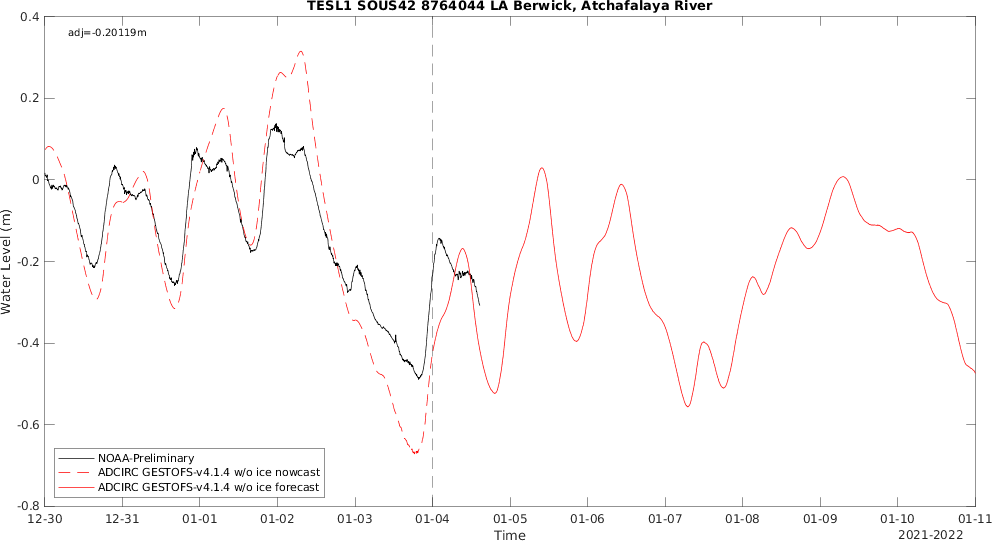 TESL1 SOUS42 8764044 LA Berwick, Atchafalaya River
adj=-0.20119m
0.4
0.2
0
-0.2
-0.4
-0.6
-0.8
Water Level (m)
NOAA-Preliminary
ADCIRC GESTOFS-v4.1.4 w/o ice nowcast
ADCIRC GESTOFS-v4.1.4 w/o ice forecast
12-30 12-31 01-01 01-02 01-03 01-04 01-05 01-06 01-07 01-08 01-09 01-10 01-11
Time
2021-2022